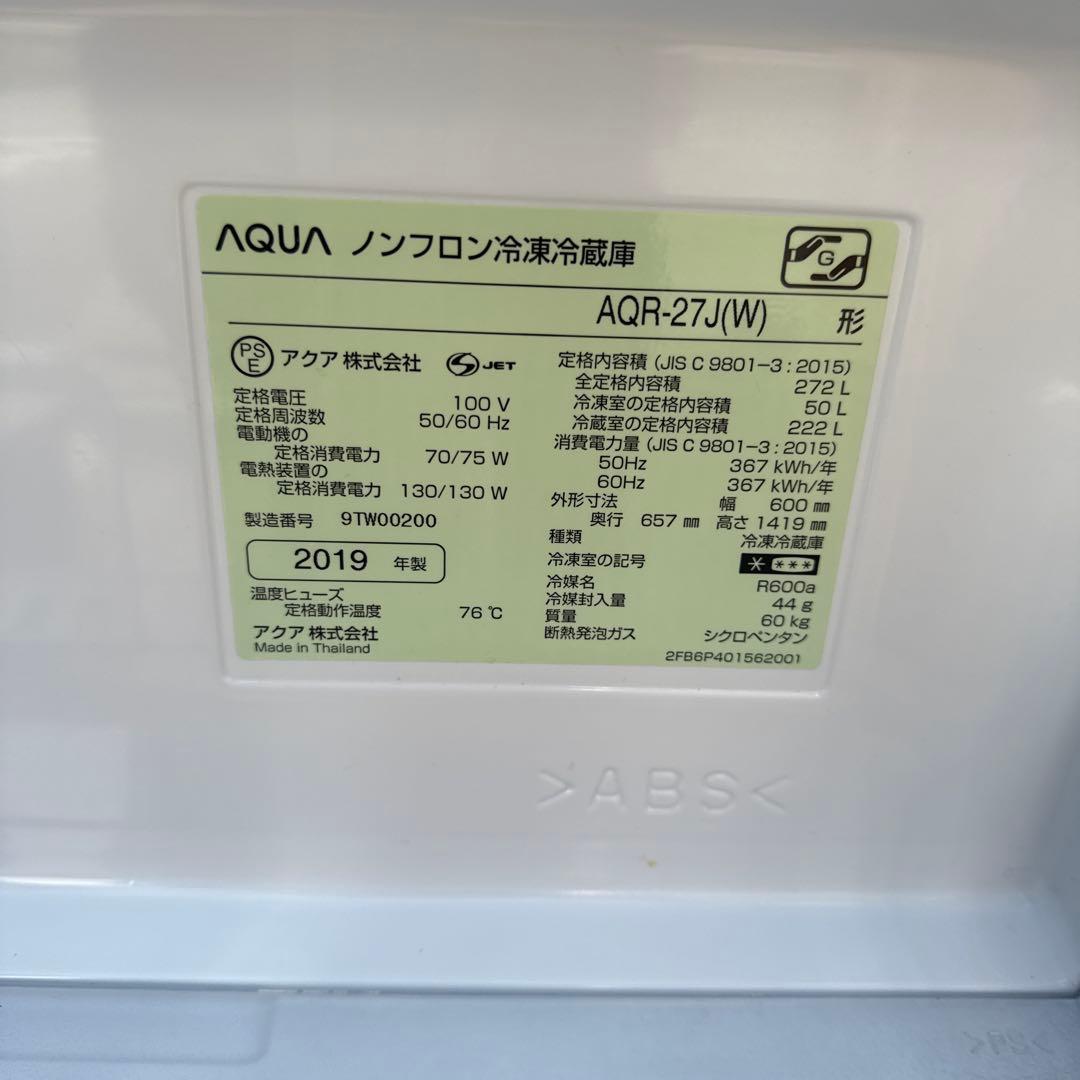 AQUA ノンフロン冷凍冷蔵庫
G
AQR-27J(W) 形
PSE アクア 株式会社 S JET
定格電圧 100 V
定格周波数 50/60 Hz
電動機の
定格消費電力 70/75 W
電熱装置の
定格消費電力 130/130 W
製造番号 9TW00200
2019 年製
温度ヒューズ
定格動作温度 76 ℃
アクア 株式会社
Made in Thailand
定格内容積 (JIS C 9801-3 : 2015)
全定格内容積 272 L
冷凍室の定格内容積 50 L
冷蔵室の定格内容積 222 L
消費電力量 (JIS C 9801-3 : 2015)
50Hz 367 kWh/年
60Hz 367 kWh/年
外形寸法 幅 600 ㎜
奥行 657 ㎜ 高さ 1419 ㎜
種類 冷凍冷蔵庫
冷凍室の記号 * ***
冷媒名 R600a
冷媒封入量 44 g
質量 60 kg
断熱発泡ガス シクロペンタン
2FB6P401562001
>ABS<